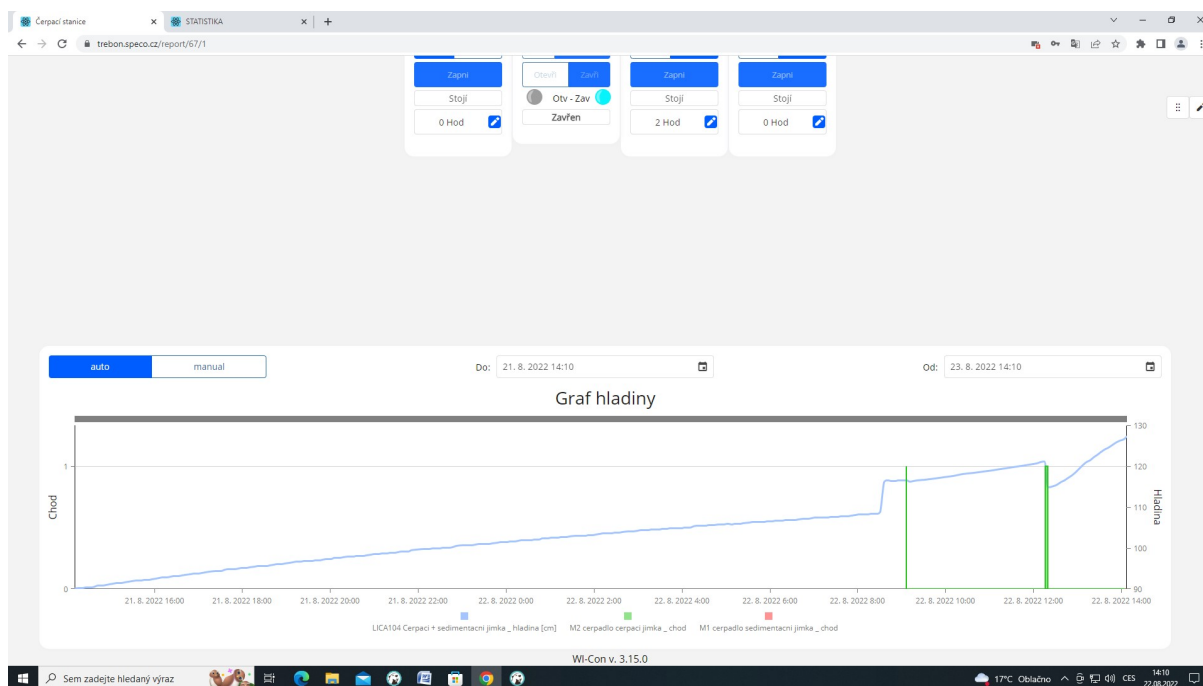 Čerpací stanice
STATISTIKA
trebon.speco.cz/report/67/1
Zapni
Otevři Zavři
Zapni
Zapni
Stojí
Otv - Zav
Stojí
Stojí
0 Hod
Zavřen
2 Hod
0 Hod
auto
manual
Do: 21. 8. 2022 14:10
Od: 23. 8. 2022 14:10
Graf hladiny
Chod
1
0
Hladina
130
120
110
100
90
21. 8. 2022 16:00
21. 8. 2022 18:00
21. 8. 2022 20:00
21. 8. 2022 22:00
22. 8. 2022 0:00
22. 8. 2022 2:00
22. 8. 2022 4:00
22. 8. 2022 6:00
22. 8. 2022 8:00
22. 8. 2022 10:00
22. 8. 2022 12:00
22. 8. 2022 14:00
LICA104 Cerpaci + sedimentacni jimka _ hladina [cm]
M2 cerpadlo cerpaci jimka _ chod
M1 cerpadlo sedimentacni jimka _ chod
WI-Con v. 3.15.0
Sem zadejte hledaný výraz
17°C Oblačno
CES
14:10
22.08.2022